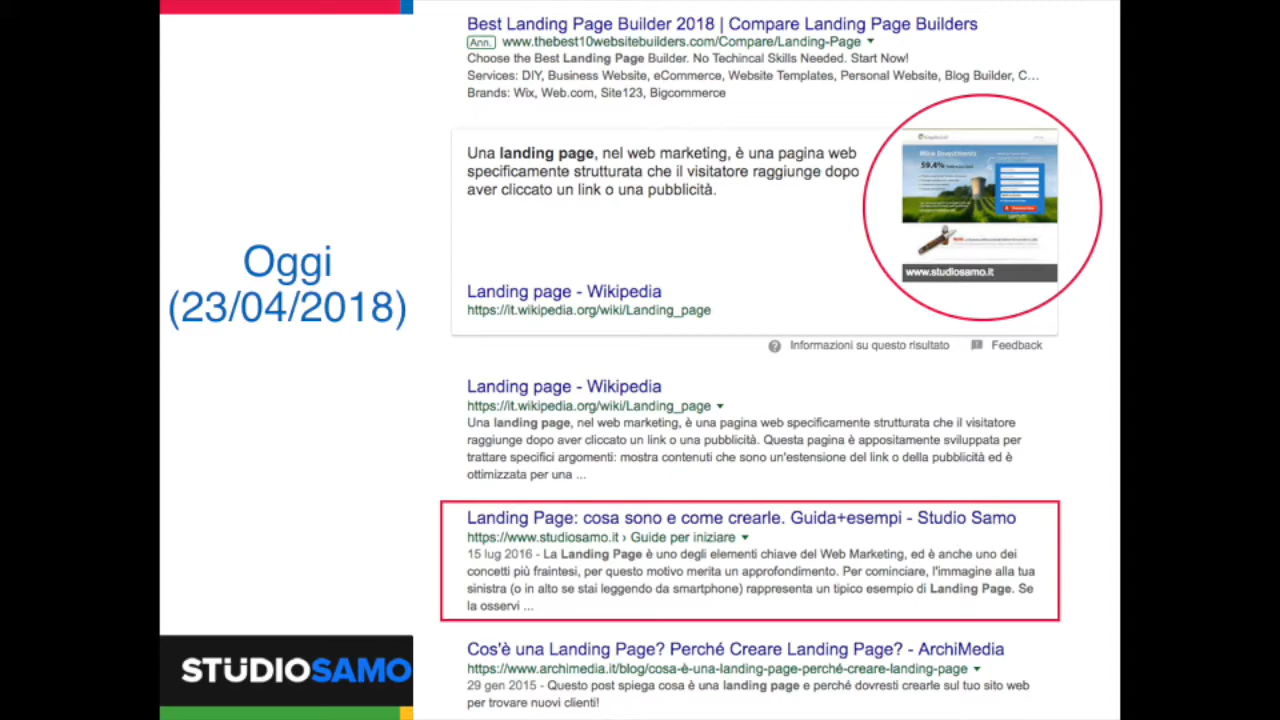 Best Landing Page Builder 2018 | Compare Landing Page Builders
Ann. www.thebest10websitebuilders.com/Compare/Landing-Page
Choose the Best Landing Page Builder. No Techincal Skills Needed. Start Now!
Services: DIY, Business Website, eCommerce, Website Templates, Personal Website, Blog Builder, C…
Brands: Wix, Web.com, Site123, Bigcommerce
Una landing page, nel web marketing, è una pagina web
specificamente strutturata che il visitatore raggiunge dopo
aver cliccato un link o una pubblicità.
59.4%
www.studiosamo.it
Landing page - Wikipedia
https://it.wikipedia.org/wiki/Landing_page
Informazioni su questo risultato
Feedback
Oggi
(23/04/2018)
Landing page - Wikipedia
https://it.wikipedia.org/wiki/Landing_page
Una landing page, nel web marketing, è una pagina web specificamente strutturata che il visitatore
raggiunge dopo aver cliccato un link o una pubblicità. Questa pagina è appositamente sviluppata per
trattare specifici argomenti: mostra contenuti che sono un'estensione del link o della pubblicità ed è
ottimizzata per una ...
Landing Page: cosa sono e come crearle. Guida+esempi - Studio Samo
https://www.studiosamo.it › Guide per iniziare
15 lug 2016 - La Landing Page è uno degli elementi chiave del Web Marketing, ed è anche uno dei
concetti più fraintesi, per questo motivo merita un approfondimento. Per cominciare, l'immagine alla tua
sinistra (o in alto se stai leggendo da smartphone) rappresenta un tipico esempio di Landing Page. Se
la osservi ...
Cos'è una Landing Page? Perché Creare Landing Page? - ArchiMedia
https://www.archimedia.it/blog/cosa-è-una-landing-page-perché-creare-landing-page
29 gen 2015 - Questo post spiega cosa è una landing page e perché dovresti crearle sul tuo sito web
per trovare nuovi clienti!
STUDIOSAMO